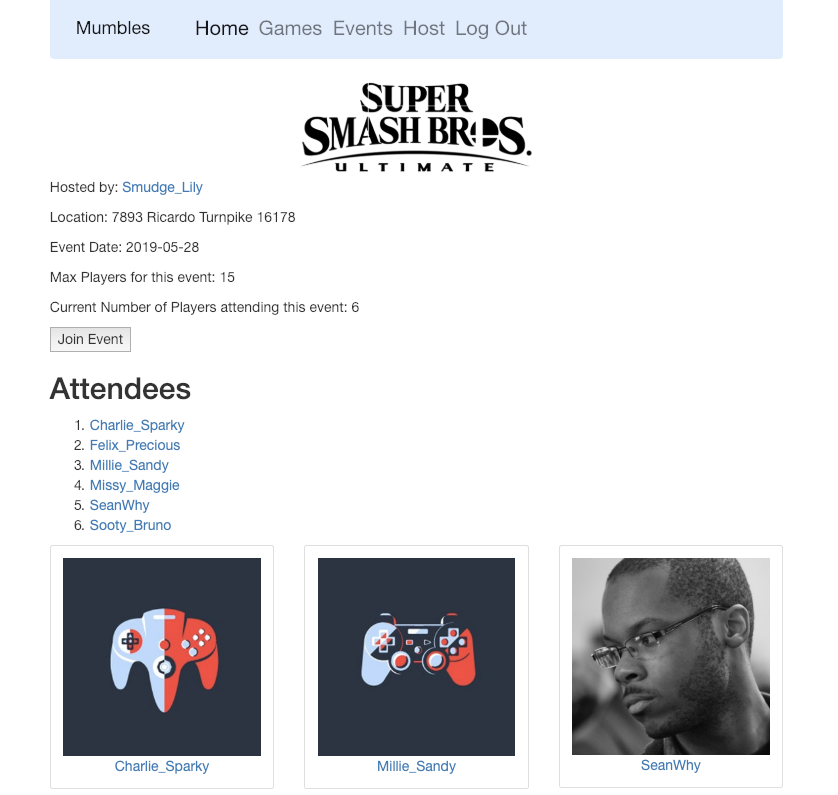 Mumbles Home Games Events Host Log Out
SUPER
SMASH BROS.
ULTIMATE
Hosted by: Smudge_Lily
Location: 7893 Ricardo Turnpike 16178
Event Date: 2019-05-28
Max Players for this event: 15
Current Number of Players attending this event: 6
Join Event
Attendees
1. Charlie_Sparky
2. Felix_Precious
3. Millie_Sandy
4. Missy_Maggie
5. SeanWhy
6. Sooty_Bruno
Charlie_Sparky Millie_Sandy SeanWhy